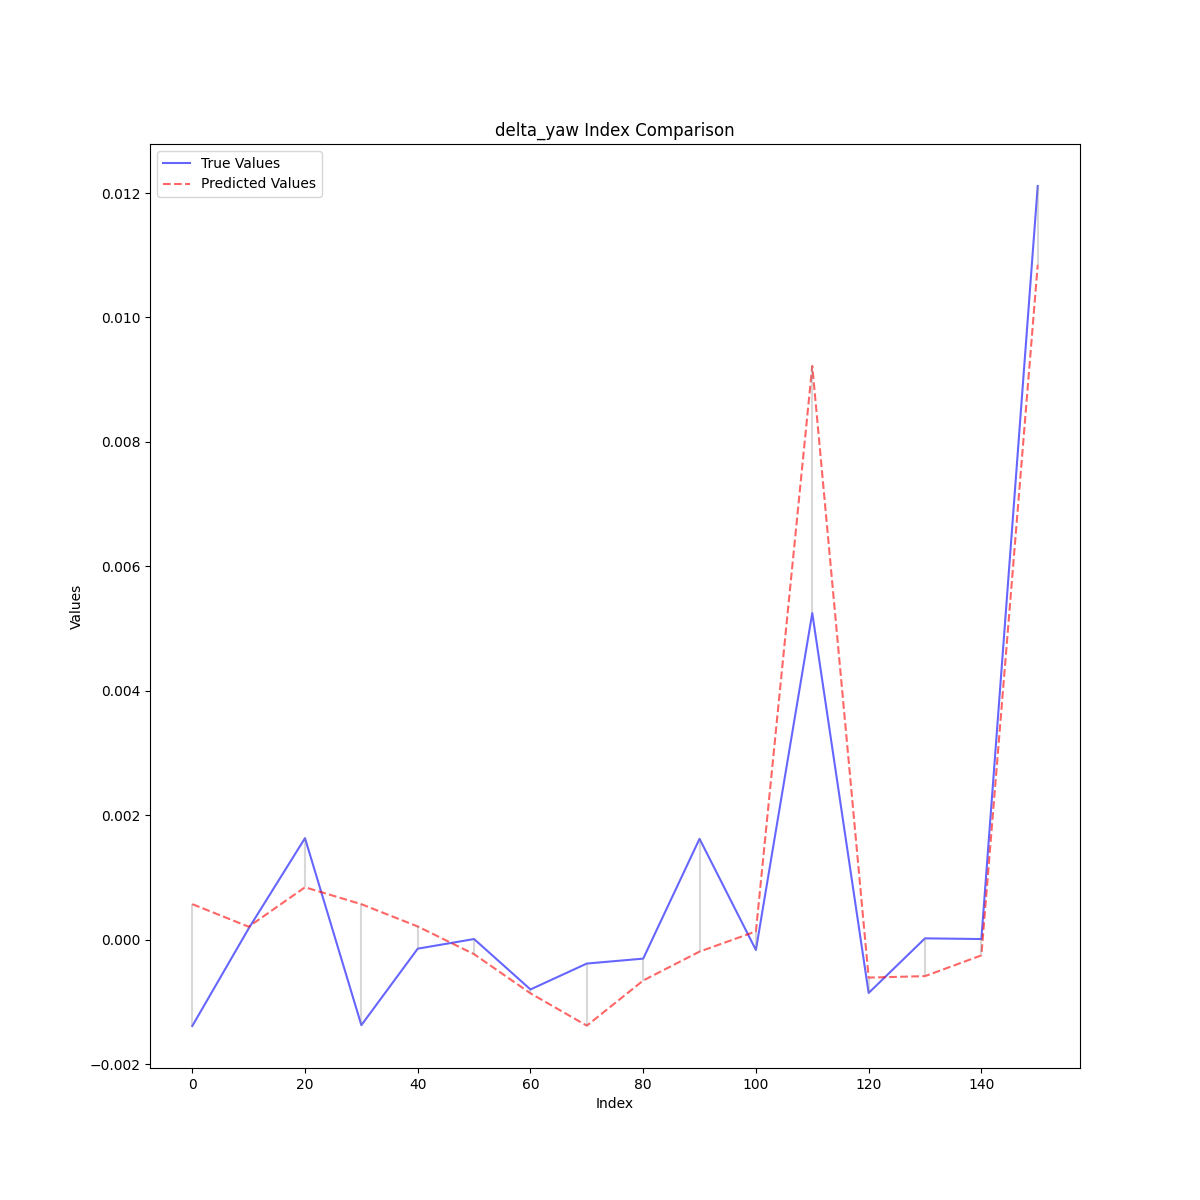 delta_yaw Index Comparison
True Values
Predicted Values
0.012
0.010
0.008
0.006
0.004
0.002
0.000
−0.002
Values
0 20 40 60 80 100 120 140
Index